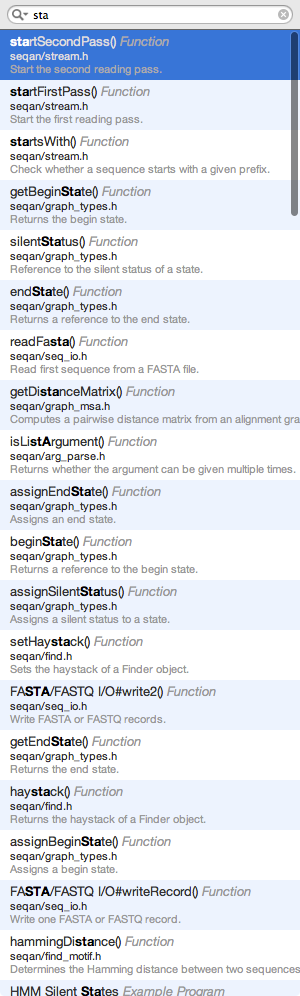 sta
startSecondPass() Function
seqan/stream.h
Start the second reading pass.
startFirstPass() Function
seqan/stream.h
Start the first reading pass.
startsWith() Function
seqan/stream.h
Check whether a sequence starts with a given prefix.
getBeginState() Function
seqan/graph_types.h
Returns the begin state.
silentStatus() Function
seqan/graph_types.h
Reference to the silent status of a state.
endState() Function
seqan/graph_types.h
Returns a reference to the end state.
readFasta() Function
seqan/seq_io.h
Read first sequence from a FASTA file.
getDistanceMatrix() Function
seqan/graph_msa.h
Computes a pairwise distance matrix from an alignment gra
isListArgument() Function
seqan/arg_parse.h
Returns whether the argument can be given multiple times.
assignEndState() Function
seqan/graph_types.h
Assigns an end state.
beginState() Function
seqan/graph_types.h
Returns a reference to the begin state.
assignSilentStatus() Function
seqan/graph_types.h
Assigns a silent status to a state.
setHaystack() Function
seqan/find.h
Sets the haystack of a Finder object.
FASTA/FASTQ I/O#write2() Function
seqan/seq_io.h
Write FASTA or FASTQ records.
getEndState() Function
seqan/graph_types.h
Returns the end state.
haystack() Function
seqan/find.h
Returns the haystack of a Finder object.
assignBeginState() Function
seqan/graph_types.h
Assigns a begin state.
FASTA/FASTQ I/O#writeRecord() Function
seqan/seq_io.h
Write one FASTA or FASTQ record.
hammingDistance() Function
seqan/find_motif.h
Determines the Hamming distance between two sequences
HMM Silent States Example Program